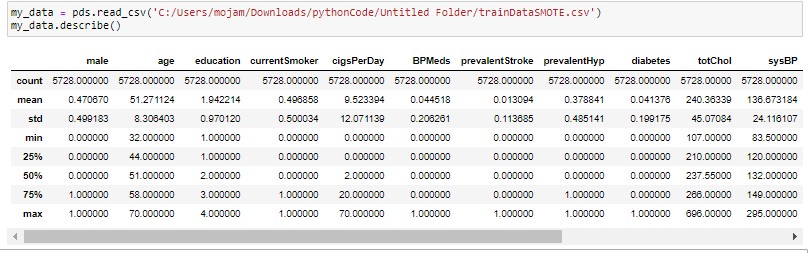 my_data = pds.read_csv('C:/Users/mojam/Downloads/pythonCode/Untitled Folder/trainDataSMOTE.csv')
my_data.describe()
male age education currentSmoker cigsPerDay BPMeds prevalentStroke prevalentHyp diabetes totChol sysBP
count 5728.000000 5728.000000 5728.000000 5728.000000 5728.000000 5728.000000 5728.000000 5728.000000 5728.000000 5728.00000 5728.000000
mean 0.470670 51.271124 1.942214 0.496858 9.523394 0.044518 0.013094 0.378841 0.041376 240.36339 136.673184
std 0.499183 8.306403 0.970120 0.500034 12.071139 0.206261 0.113685 0.485141 0.199175 45.07084 24.116107
min 0.000000 32.000000 1.000000 0.000000 0.000000 0.000000 0.000000 0.000000 0.000000 107.00000 83.500000
25% 0.000000 44.000000 1.000000 0.000000 0.000000 0.000000 0.000000 0.000000 0.000000 210.00000 120.000000
50% 0.000000 51.000000 2.000000 0.000000 2.000000 0.000000 0.000000 0.000000 0.000000 237.55000 132.000000
75% 1.000000 58.000000 3.000000 1.000000 20.000000 0.000000 0.000000 1.000000 0.000000 266.00000 149.000000
max 1.000000 70.000000 4.000000 1.000000 70.000000 1.000000 1.000000 1.000000 1.000000 696.00000 295.000000